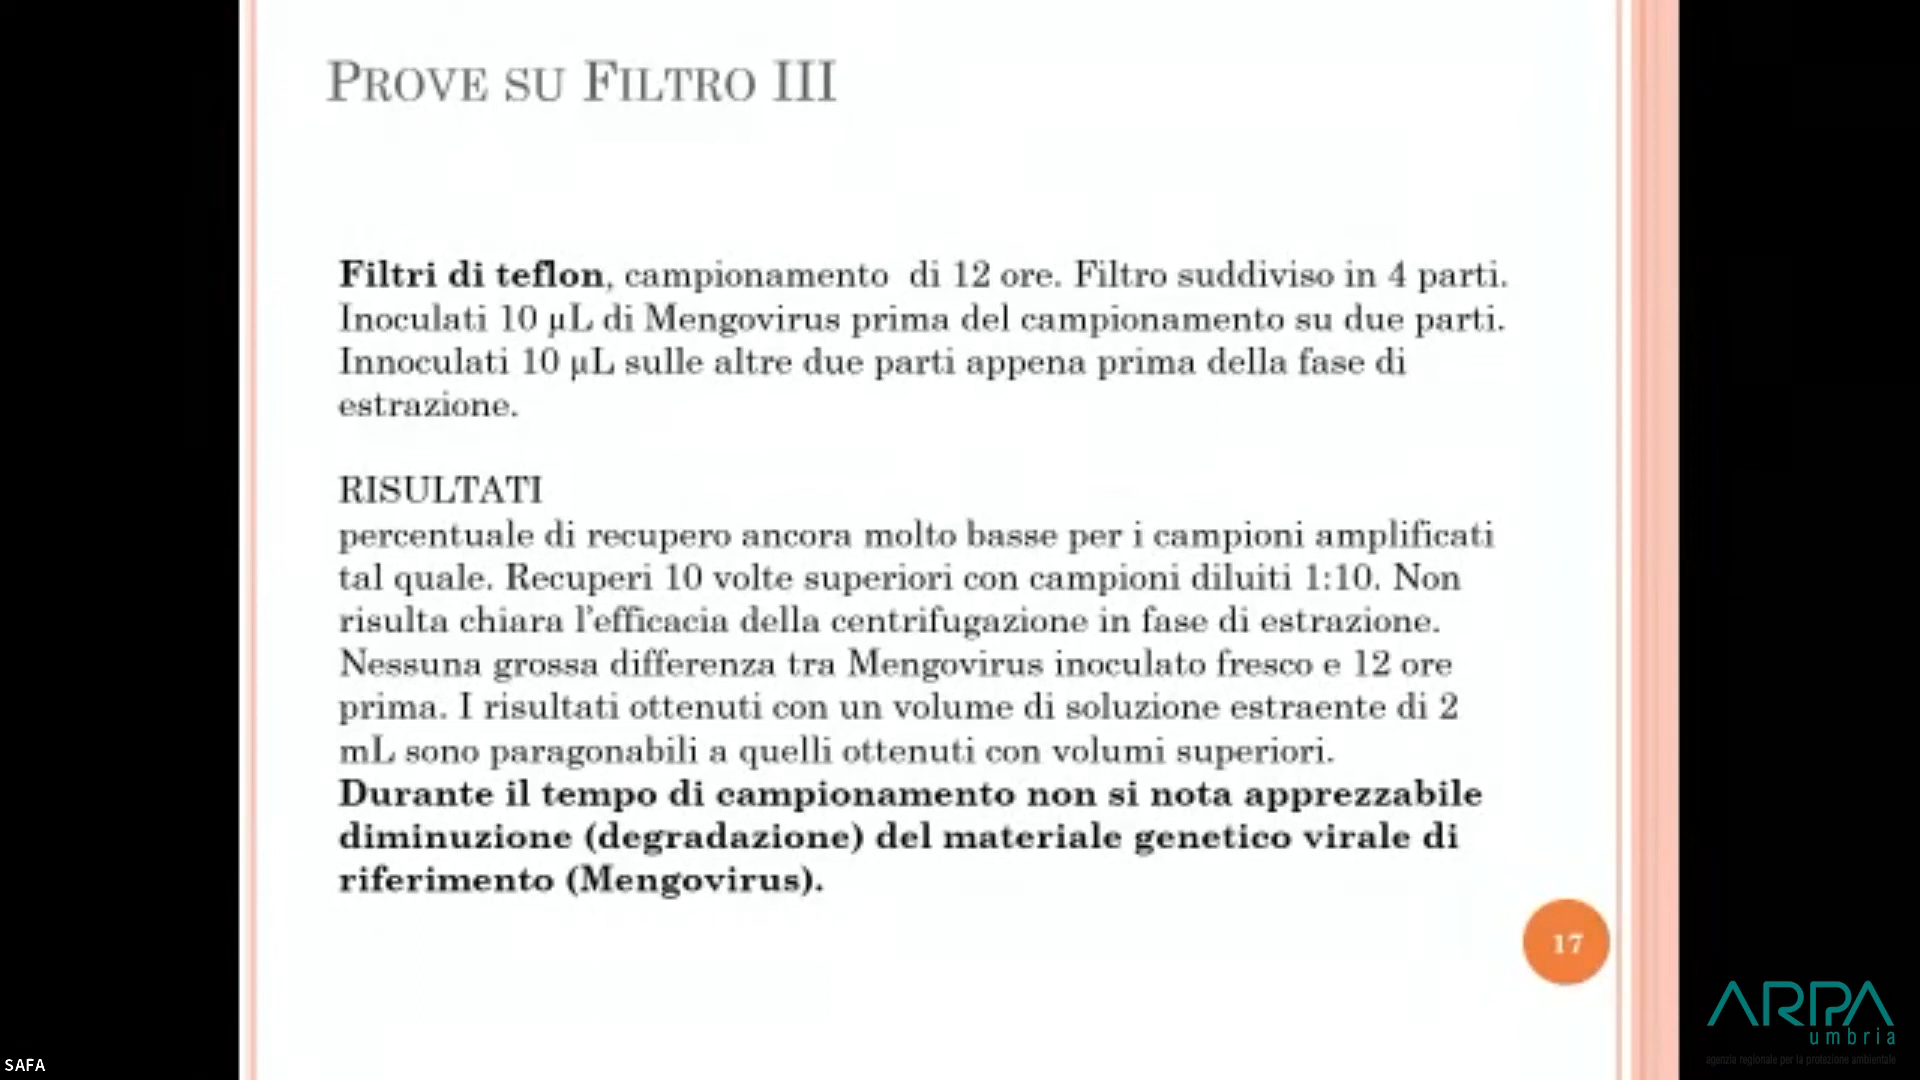 PROVE SU FILTRO III
Filtri di teflon, campionamento di 12 ore. Filtro suddiviso in 4 parti.
Inoculati 10 µL di Mengovirus prima del campionamento su due parti.
Innoculati 10 µL sulle altre due parti appena prima della fase di
estrazione.
RISULTATI
percentuale di recupero ancora molto basse per i campioni amplificati
tal quale. Recuperi 10 volte superiori con campioni diluiti 1:10. Non
risulta chiara l’efficacia della centrifugazione in fase di estrazione.
Nessuna grossa differenza tra Mengovirus inoculato fresco e 12 ore
prima. I risultati ottenuti con un volume di soluzione estraente di 2
mL sono paragonabili a quelli ottenuti con volumi superiori.
Durante il tempo di campionamento non si nota apprezzabile
diminuzione (degradazione) del materiale genetico virale di
riferimento (Mengovirus).
17
ARPA
umbria
agenzia regionale per la protezione ambientale
SAFA